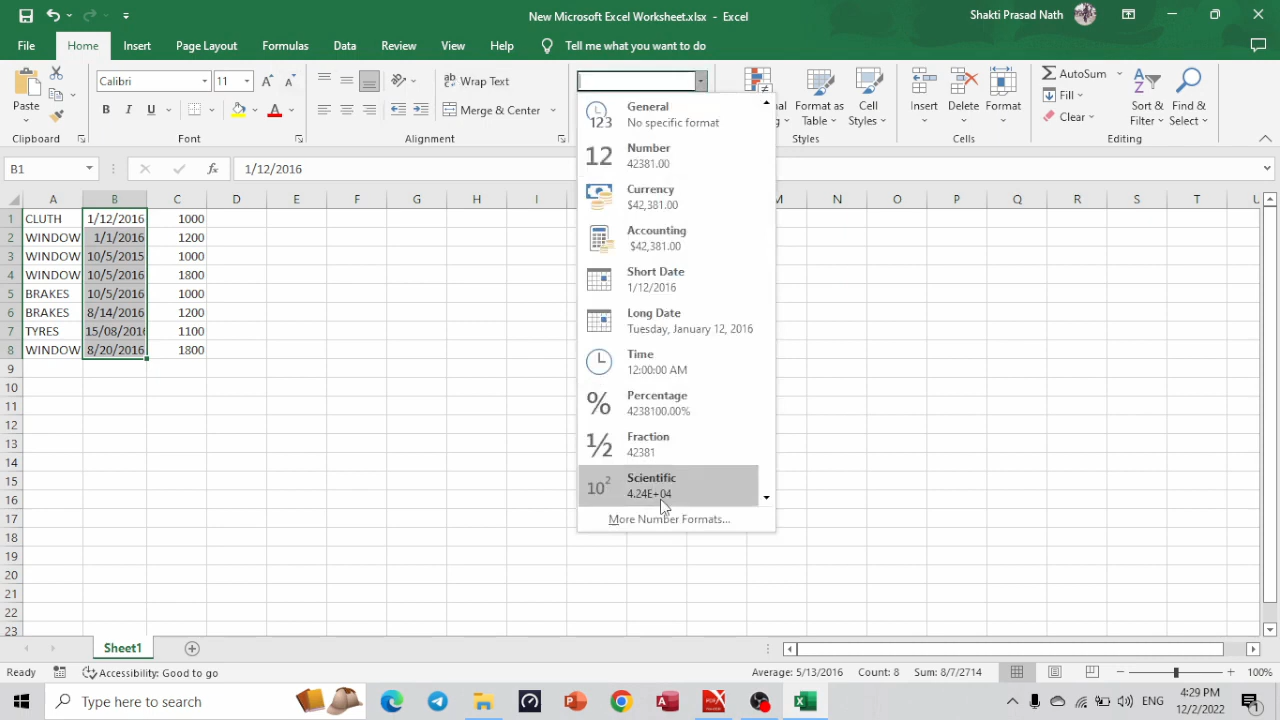 New Microsoft Excel Worksheet.xlsx - Excel
Shakti Prasad Nath
File Home Insert Page Layout Formulas Data Review View Help Tell me what you want to do
Paste
Calibri 11
B I U A
Wrap Text
Merge & Center
Format as Table
Cell Styles
Insert Delete Format
AutoSum
Fill
Clear
Sort & Filter
Find & Select
Clipboard Font Alignment Styles Cells Editing
B1 fx 1/12/2016
General
No specific format
123
12 Number
42381.00
Currency
$42,381.00
Accounting
$42,381.00
Short Date
1/12/2016
Long Date
Tuesday, January 12, 2016
Time
12:00:00 AM
% Percentage
4238100.00%
½ Fraction
42381
10² Scientific
4.24E+04
More Number Formats...
A B C D E F G H I M N O P Q R S T U
1 CLUTH 1/12/2016 1000
2 WINDOW 1/1/2016 1200
3 WINDOW 10/5/2015 1000
4 WINDOW 10/5/2016 1800
5 BRAKES 10/5/2016 1000
6 BRAKES 8/14/2016 1200
7 TYRES 15/08/2016 1100
8 WINDOW 8/20/2016 1800
9
10
11
12
13
14
15
16
17
18
19
20
21
22
23
Sheet1
Ready Accessibility: Good to go Average: 5/13/2016 Count: 8 Sum: 8/7/2714 100%
Type here to search
ENG
4:29 PM
12/2/2022